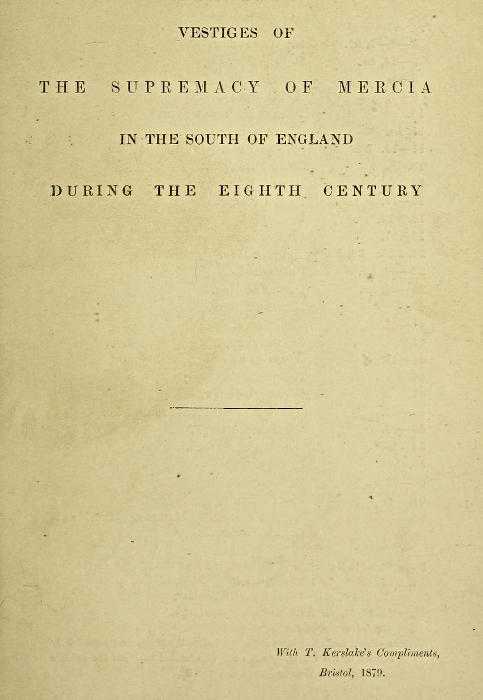 VESTIGES OF
THE SUPREMACY OF MERCIA
IN THE SOUTH OF ENGLAND
DURING THE EIGHTH CENTURY
With T. Kerslake's Compliments,
Bristol, 1879.